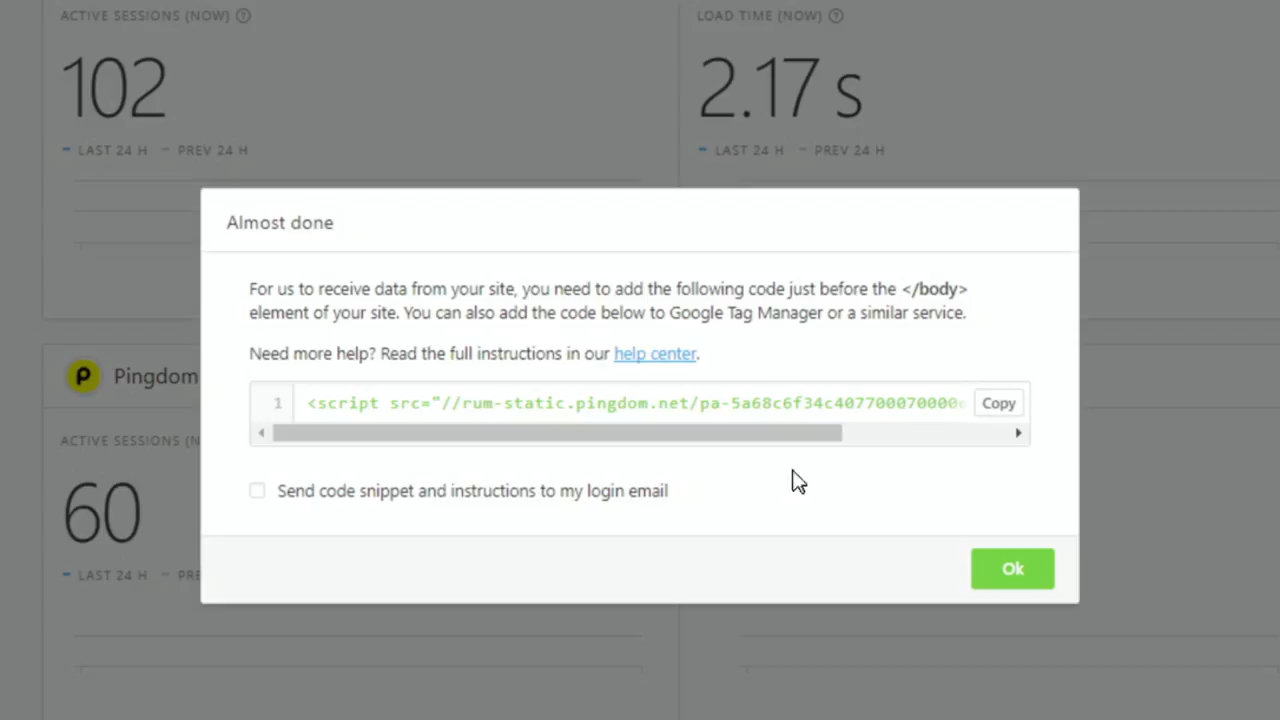 ACTIVE SESSIONS (NOW) ?
LOAD TIME (NOW) ?
102
2.17 s
LAST 24 H PREV 24 H
LAST 24 H PREV 24 H
Almost done
For us to receive data from your site, you need to add the following code just before the </body>
element of your site. You can also add the code below to Google Tag Manager or a similar service.
Need more help? Read the full instructions in our help center.
1 <script src="//rum-static.pingdom.net/pa-5a68c6f34c407700070000
Copy
Send code snippet and instructions to my login email
Ok
P Pingdom
ACTIVE SESSIONS (N
60
LAST 24 H PRE